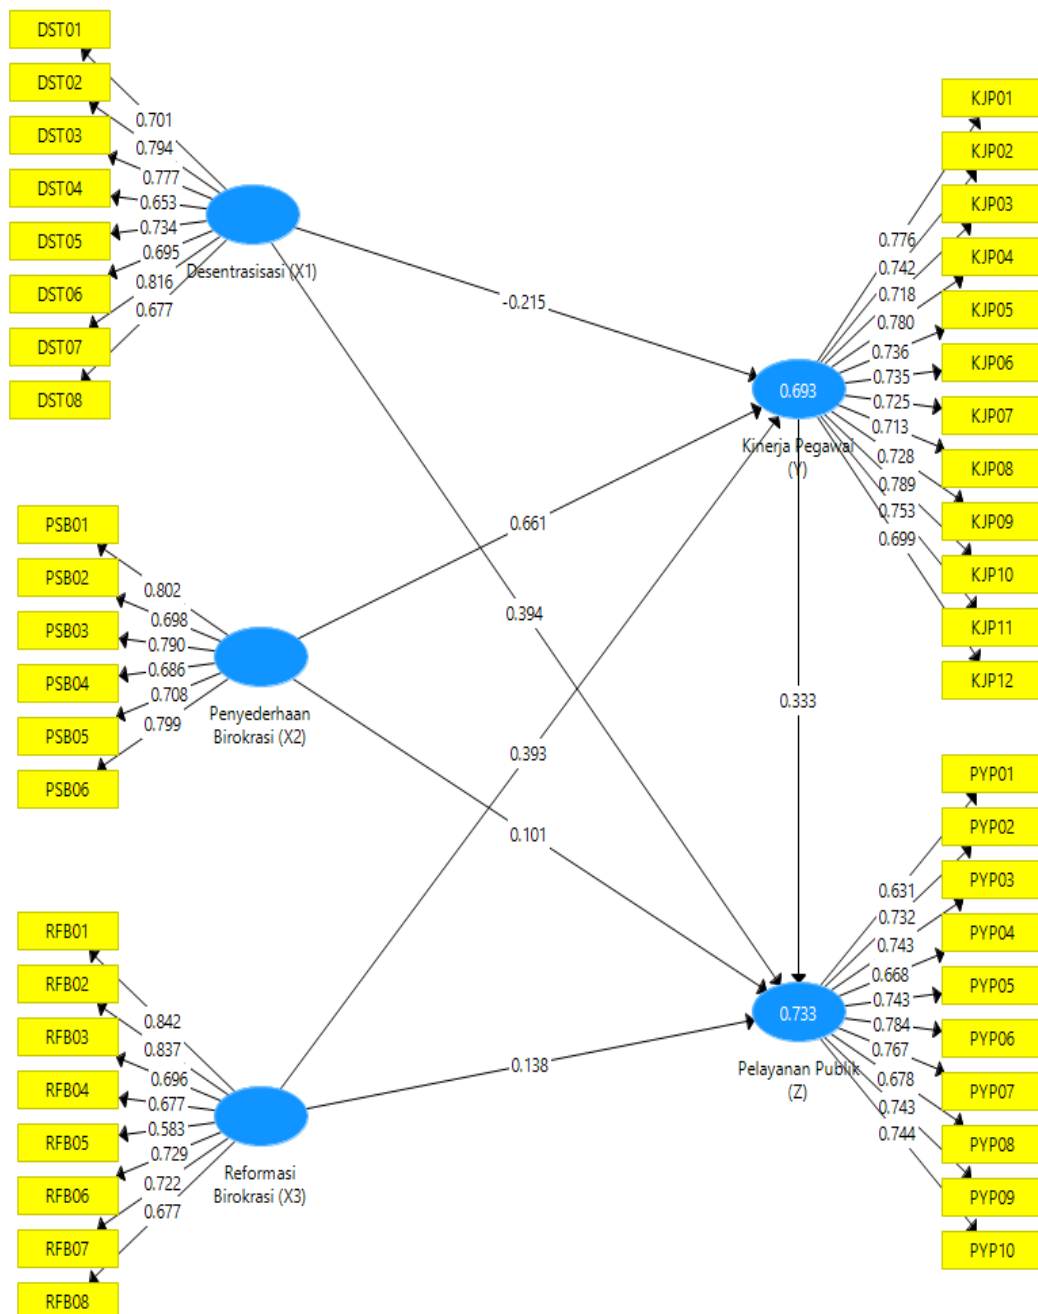 DST01
DST02
DST03
DST04
DST05
DST06
DST07
DST08
0.701
0.794
0.777
0.653
0.734
0.695
0.816
0.677
Desentrasisasi (X1)
PSB01
PSB02
PSB03
PSB04
PSB05
PSB06
0.802
0.698
0.790
0.686
0.708
0.799
Penyederhaan
Birokrasi (X2)
RFB01
RFB02
RFB03
RFB04
RFB05
RFB06
RFB07
RFB08
0.842
0.837
0.696
0.677
0.583
0.729
0.722
0.677
Reformasi
Birokrasi (X3)
-0.215
0.661
0.394
0.393
0.101
0.138
0.333
0.693
Kinerja Pegawai
(Y)
0.776
0.742
0.718
0.780
0.736
0.735
0.725
0.713
0.728
0.789
0.753
0.699
KJP01
KJP02
KJP03
KJP04
KJP05
KJP06
KJP07
KJP08
KJP09
KJP10
KJP11
KJP12
0.733
Pelayanan Publik
(Z)
0.631
0.732
0.743
0.668
0.743
0.784
0.767
0.678
0.743
0.744
PYP01
PYP02
PYP03
PYP04
PYP05
PYP06
PYP07
PYP08
PYP09
PYP10